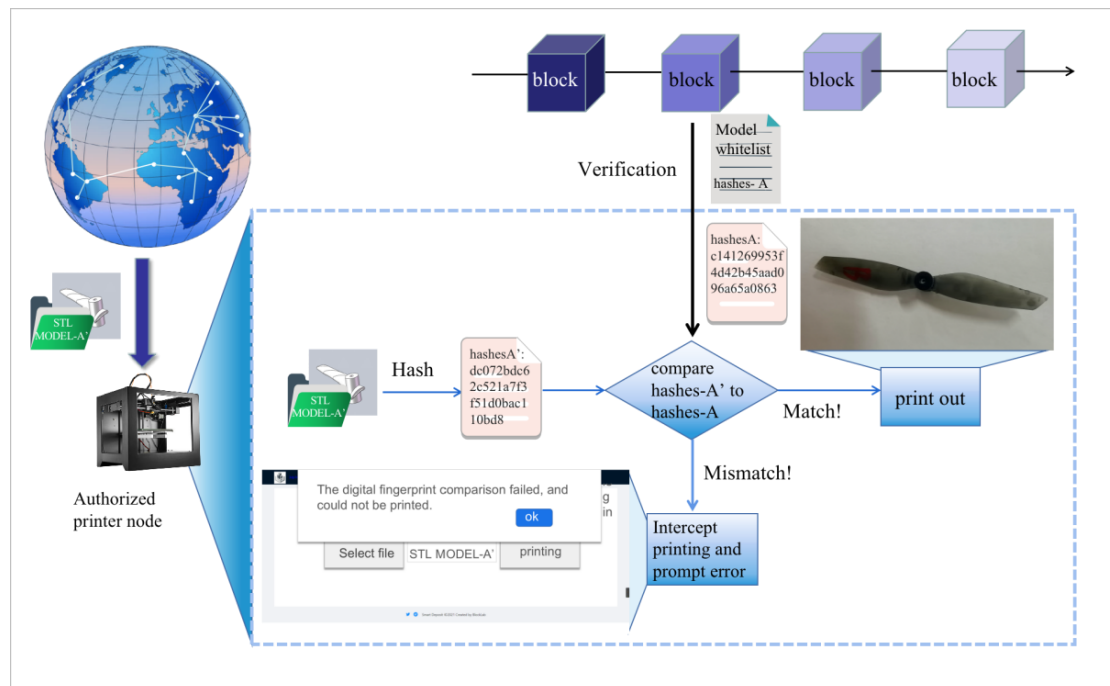 block
block
block
block
Model
whitelist
hashes- A
Verification
hashesA:
c141269953f
4d42b45aad0
96a65a0863
STL
MODEL-A’
Authorized
printer node
STL
MODEL-A’
Hash
hashesA’:
dc072bdc6
2c521a7f3
f51d0bac1
10bd8
compare
hashes-A’ to
hashes-A
Match!
print out
Mismatch!
Intercept
printing and
prompt error
The digital fingerprint comparison failed, and
could not be printed.
ok
g
in
Select file
STL MODEL-A’
printing